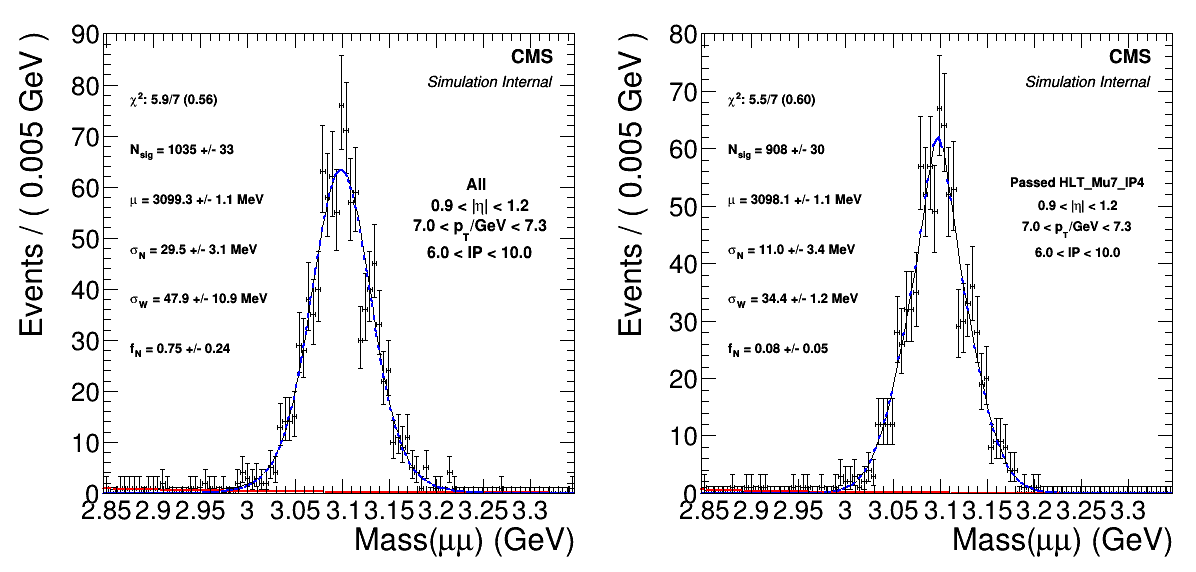 CMS
Simulation Internal
χ²: 5.9/7 (0.56)
N_sig = 1035 +/- 33
μ = 3099.3 +/- 1.1 MeV
σ_N = 29.5 +/- 3.1 MeV
σ_W = 47.9 +/- 10.9 MeV
f_N = 0.75 +/- 0.24
All
0.9 < |η| < 1.2
7.0 < p_T/GeV < 7.3
6.0 < IP < 10.0
Events / ( 0.005 GeV )
90
80
70
60
50
40
30
20
10
0
2.85 2.9 2.95 3 3.05 3.1 3.15 3.2 3.25 3.3
Mass(μμ) (GeV)
CMS
Simulation Internal
χ²: 5.5/7 (0.60)
N_sig = 908 +/- 30
μ = 3098.1 +/- 1.1 MeV
σ_N = 11.0 +/- 3.4 MeV
σ_W = 34.4 +/- 1.2 MeV
f_N = 0.08 +/- 0.05
Passed HLT_Mu7_IP4
0.9 < |η| < 1.2
7.0 < p_T/GeV < 7.3
6.0 < IP < 10.0
Events / ( 0.005 GeV )
80
70
60
50
40
30
20
10
0
2.85 2.9 2.95 3 3.05 3.1 3.15 3.2 3.25 3.3
Mass(μμ) (GeV)